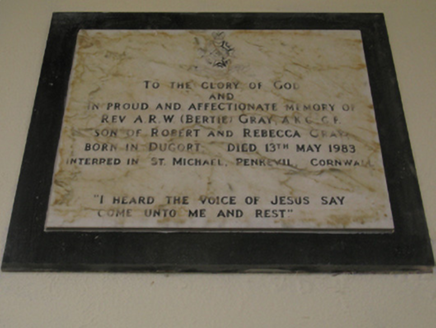 TO THE GLORY OF GOD
AND
IN PROUD AND AFFECTIONATE MEMORY OF
REV A.R.W (BERTIE) GRAY, A.K.C. C.F.
SON OF ROBERT AND REBECCA GRAY
BORN IN DUGORT. DIED 13TH MAY 1983
INTERRED IN ST. MICHAEL, PENKEVIL, CORNWALL
"I HEARD THE VOICE OF JESUS SAY
COME UNTO ME AND REST"